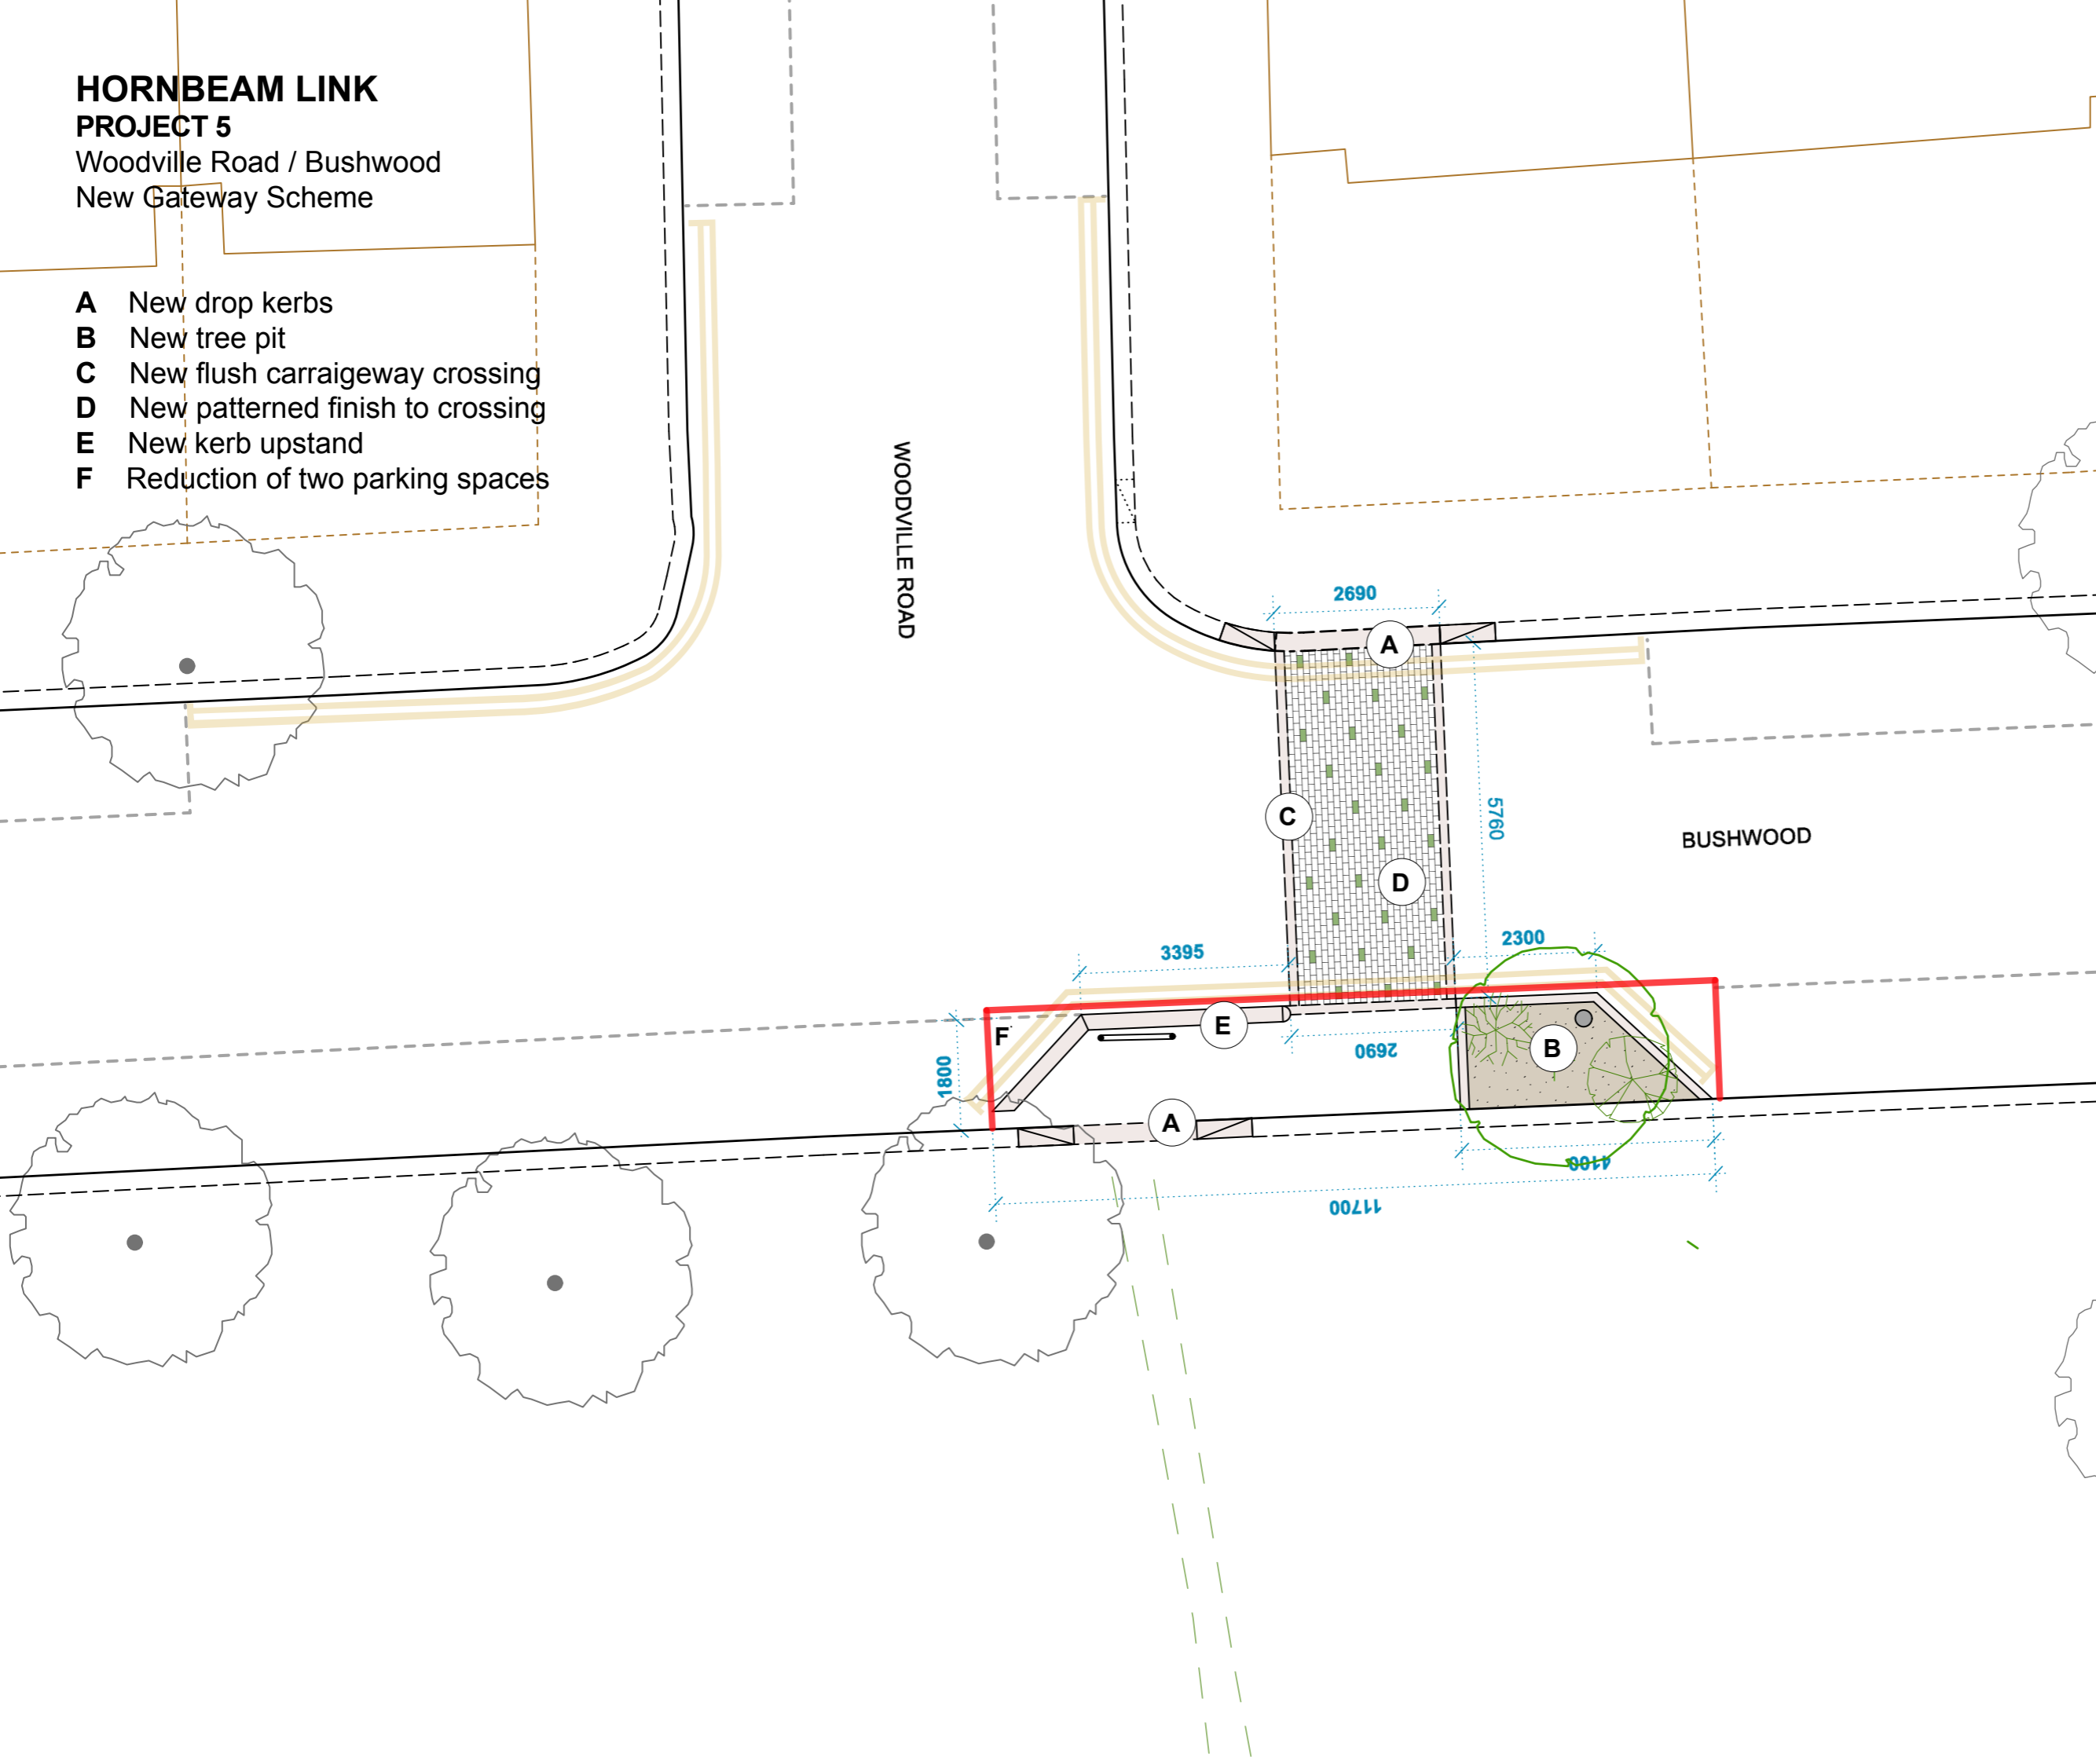 HORNBEAM LINK
PROJECT 5
Woodville Road / Bushwood
New Gateway Scheme
A New drop kerbs
B New tree pit
C New flush carraigeway crossing
D New patterned finish to crossing
E New kerb upstand
F Reduction of two parking spaces
WOODVILLE ROAD
2690
A
C
5760
BUSHWOOD
D
3395
2300
F
E
1800
2690
B
A
4100
11700